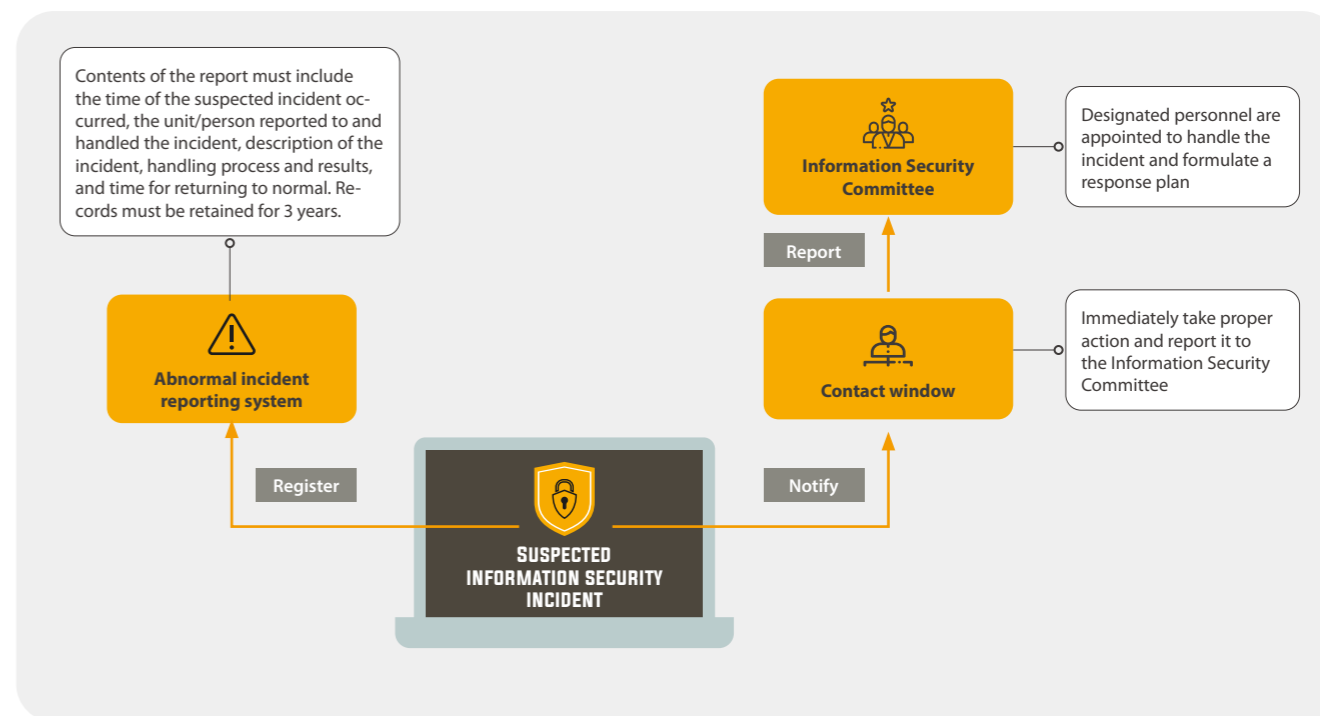 Contents of the report must include
the time of the suspected incident oc-
curred, the unit/person reported to and
handled the incident, description of the
incident, handling process and results,
and time for returning to normal. Re-
cords must be retained for 3 years.
Abnormal incident
reporting system
Register
SUSPECTED
INFORMATION SECURITY
INCIDENT
Information Security
Committee
Designated personnel are
appointed to handle the
incident and formulate a
response plan
Report
Contact window
Immediately take proper
action and report it to
the Information Security
Committee
Notify